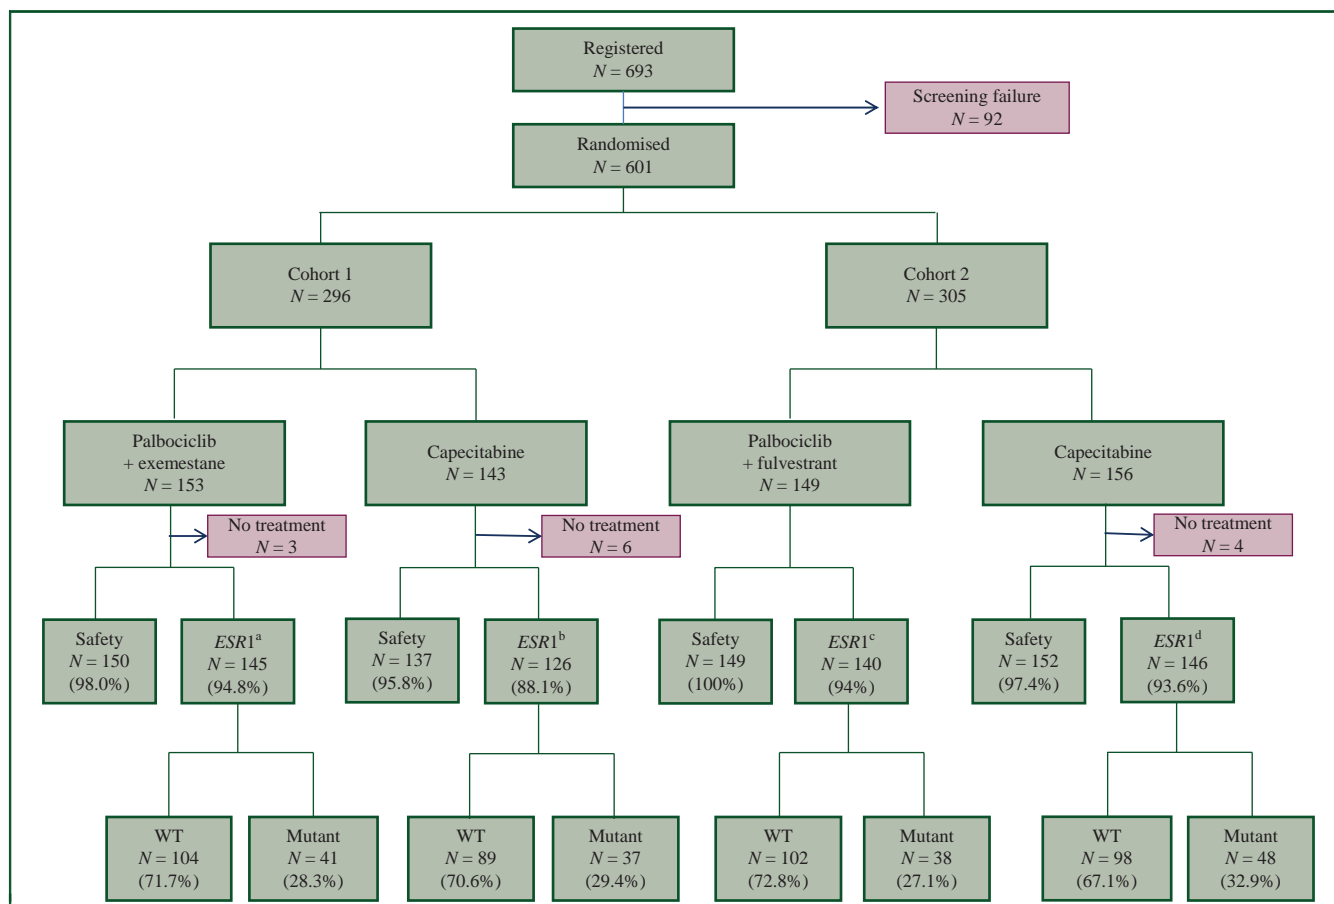 Registered
N = 693
Screening failure
N = 92
Randomised
N = 601
Cohort 1
N = 296
Cohort 2
N = 305
Palbociclib
+ exemestane
N = 153
Capecitabine
N = 143
Palbociclib
+ fulvestrant
N = 149
Capecitabine
N = 156
No treatment
N = 3
No treatment
N = 6
No treatment
N = 4
Safety
N = 150
(98.0%)
ESR1a
N = 145
(94.8%)
Safety
N = 137
(95.8%)
ESR1b
N = 126
(88.1%)
Safety
N = 149
(100%)
ESR1c
N = 140
(94%)
Safety
N = 152
(97.4%)
ESR1d
N = 146
(93.6%)
WT
N = 104
(71.7%)
Mutant
N = 41
(28.3%)
WT
N = 89
(70.6%)
Mutant
N = 37
(29.4%)
WT
N = 102
(72.8%)
Mutant
N = 38
(27.1%)
WT
N = 98
(67.1%)
Mutant
N = 48
(32.9%)